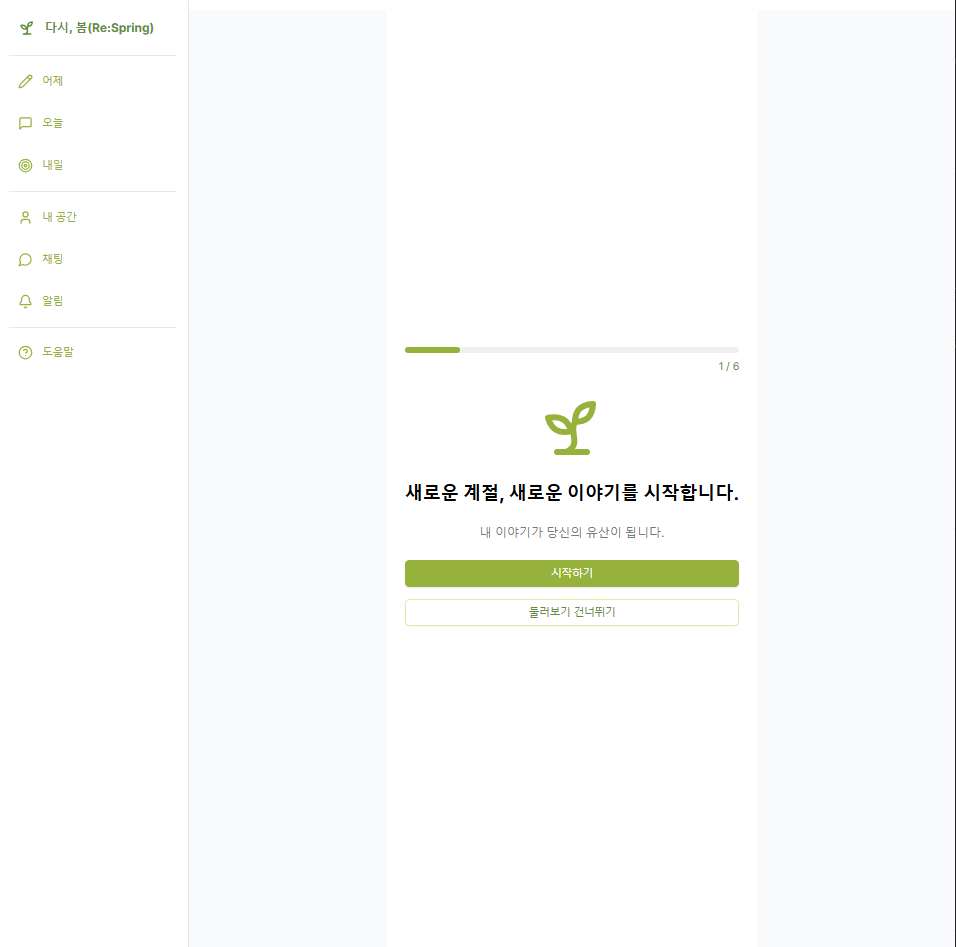 다시, 봄(Re:Spring)
어제
오늘
내일
내 공간
채팅
알림
도움말
1 / 6
새로운 계절, 새로운 이야기를 시작합니다.
내 이야기가 당신의 유산이 됩니다.
시작하기
둘러보기 건너뛰기